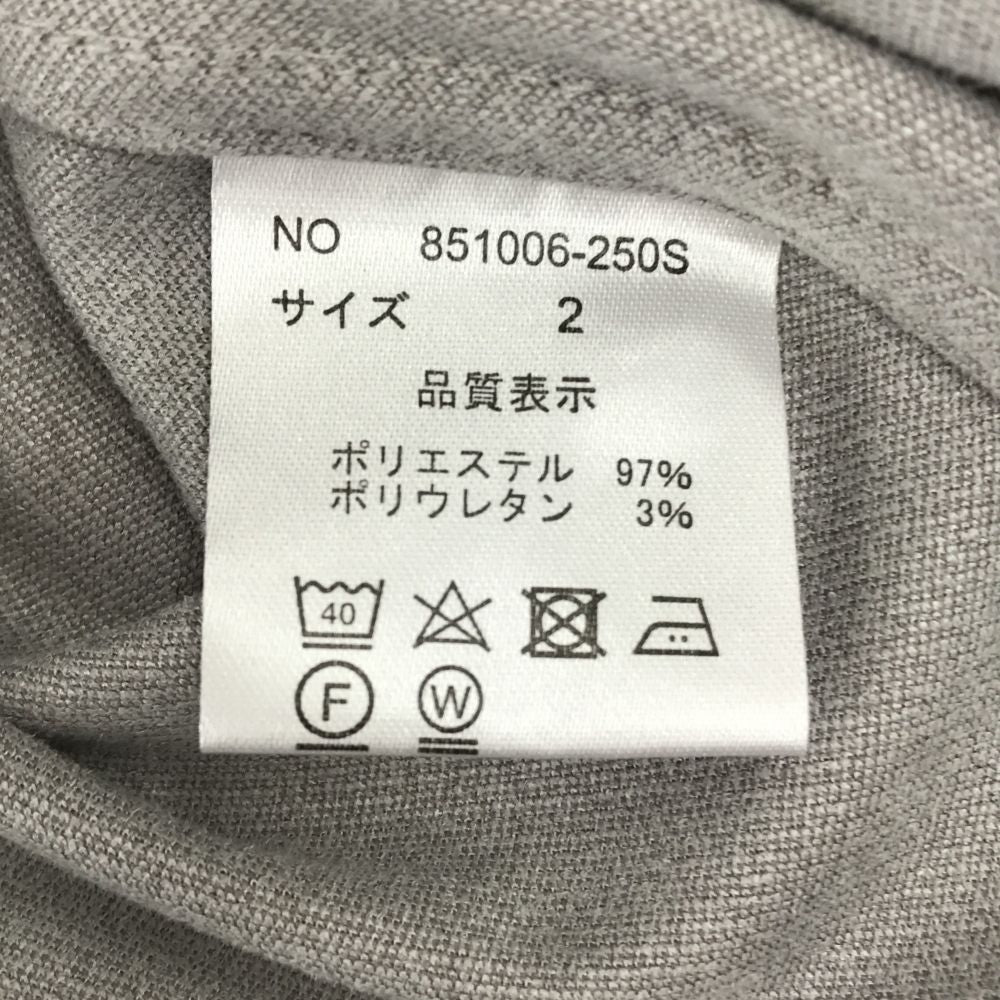 NO 851006-250S
サイズ 2
品質表示
ポリエステル 97%
ポリウレタン 3%
40
F W